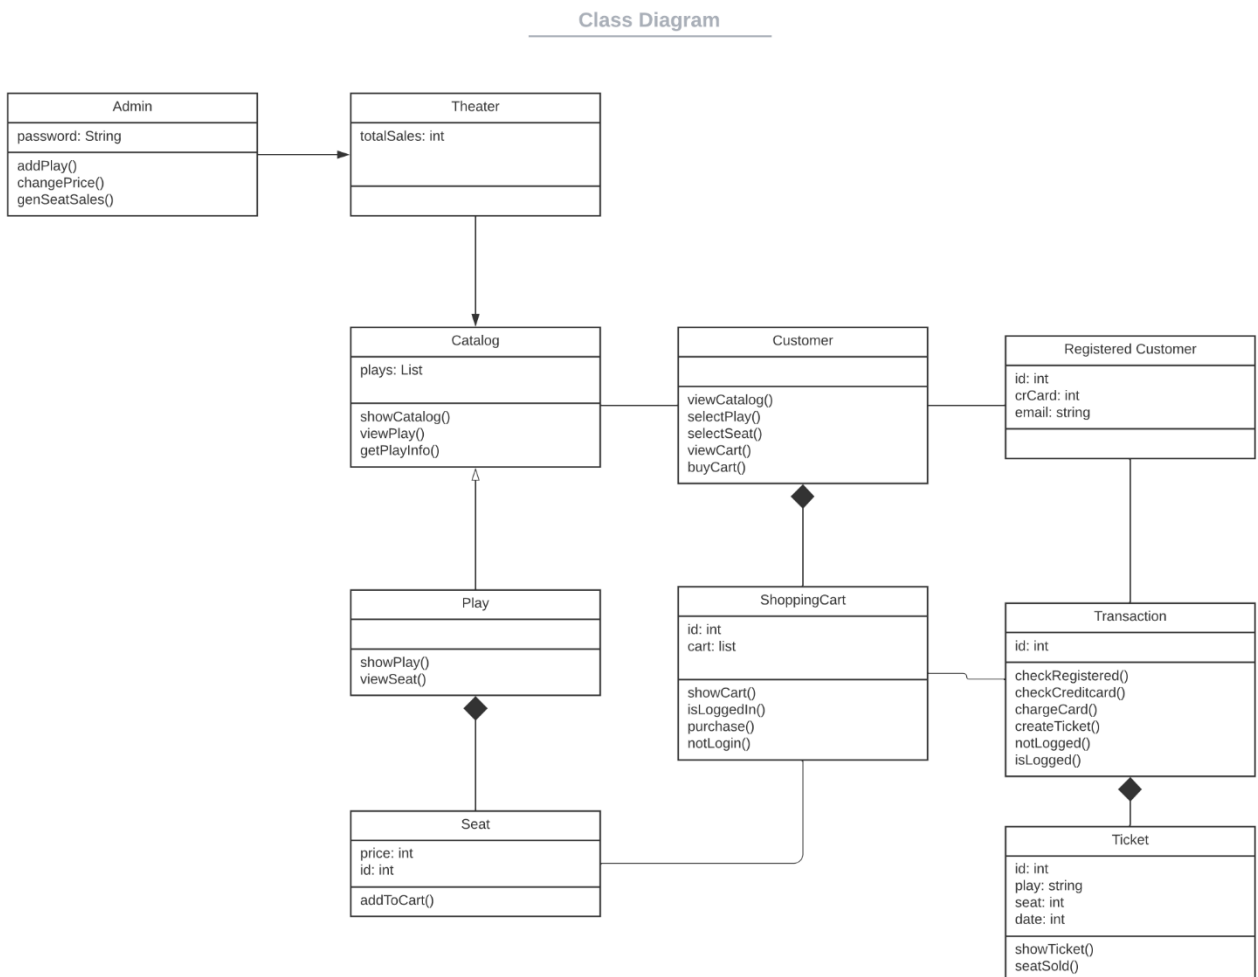 Class Diagram
Admin
password: String
addPlay()
changePrice()
genSeatSales()
Theater
totalSales: int
Catalog
plays: List
showCatalog()
viewPlay()
getPlayInfo()
Customer
viewCatalog()
selectPlay()
selectSeat()
viewCart()
buyCart()
Registered Customer
id: int
crCard: int
email: string
Play
showPlay()
viewSeat()
ShoppingCart
id: int
cart: list
showCart()
isLoggedIn()
purchase()
notLogin()
Transaction
id: int
checkRegistered()
checkCreditcard()
chargeCard()
createTicket()
notLogged()
isLogged()
Seat
price: int
id: int
addToCart()
Ticket
id: int
play: string
seat: int
date: int
showTicket()
seatSold()